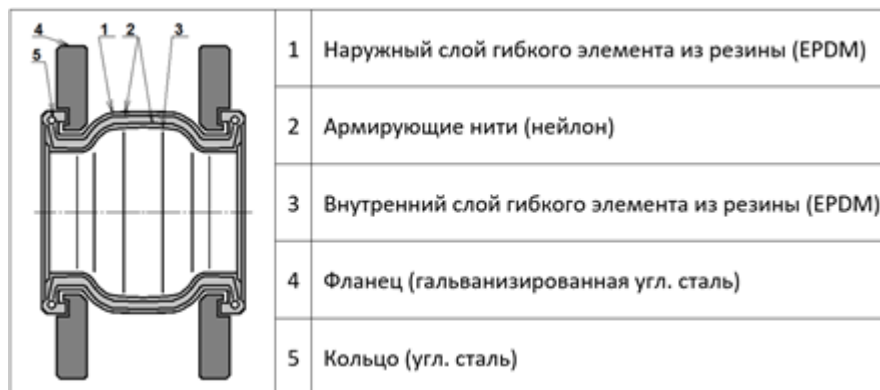 4 1 2 3
5
1 Наружный слой гибкого элемента из резины (EPDM)
2 Армирующие нити (нейлон)
3 Внутренний слой гибкого элемента из резины (EPDM)
4 Фланец (гальванизированная угл. сталь)
5 Кольцо (угл. сталь)